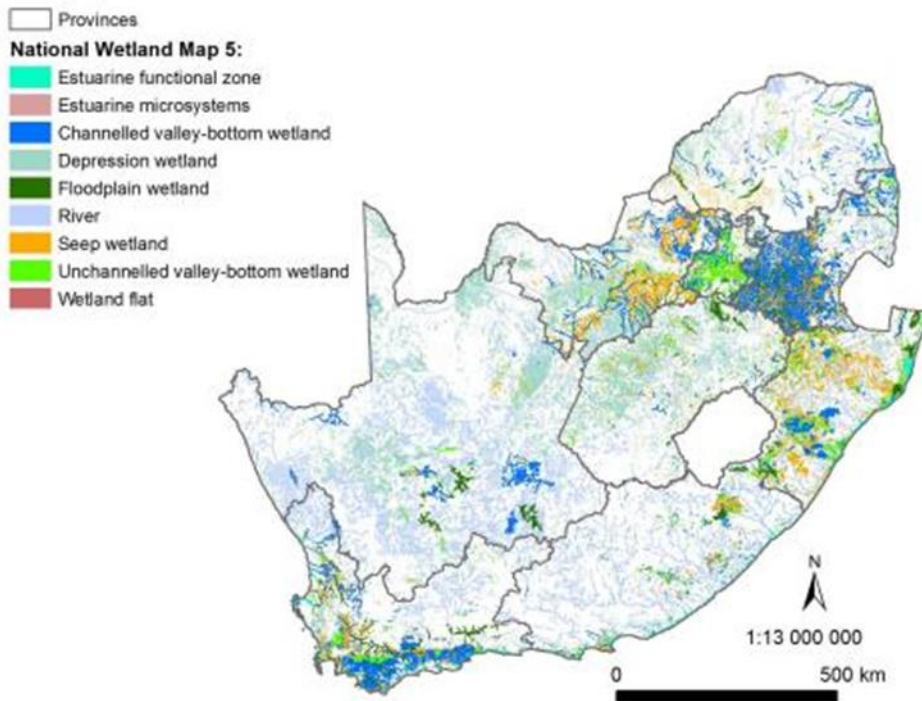 Provinces
National Wetland Map 5:
Estuarine functional zone
Estuarine microsystems
Channelled valley-bottom wetland
Depression wetland
Floodplain wetland
River
Seep wetland
Unchannelled valley-bottom wetland
Wetland flat
N
1:13 000 000
0 500 km